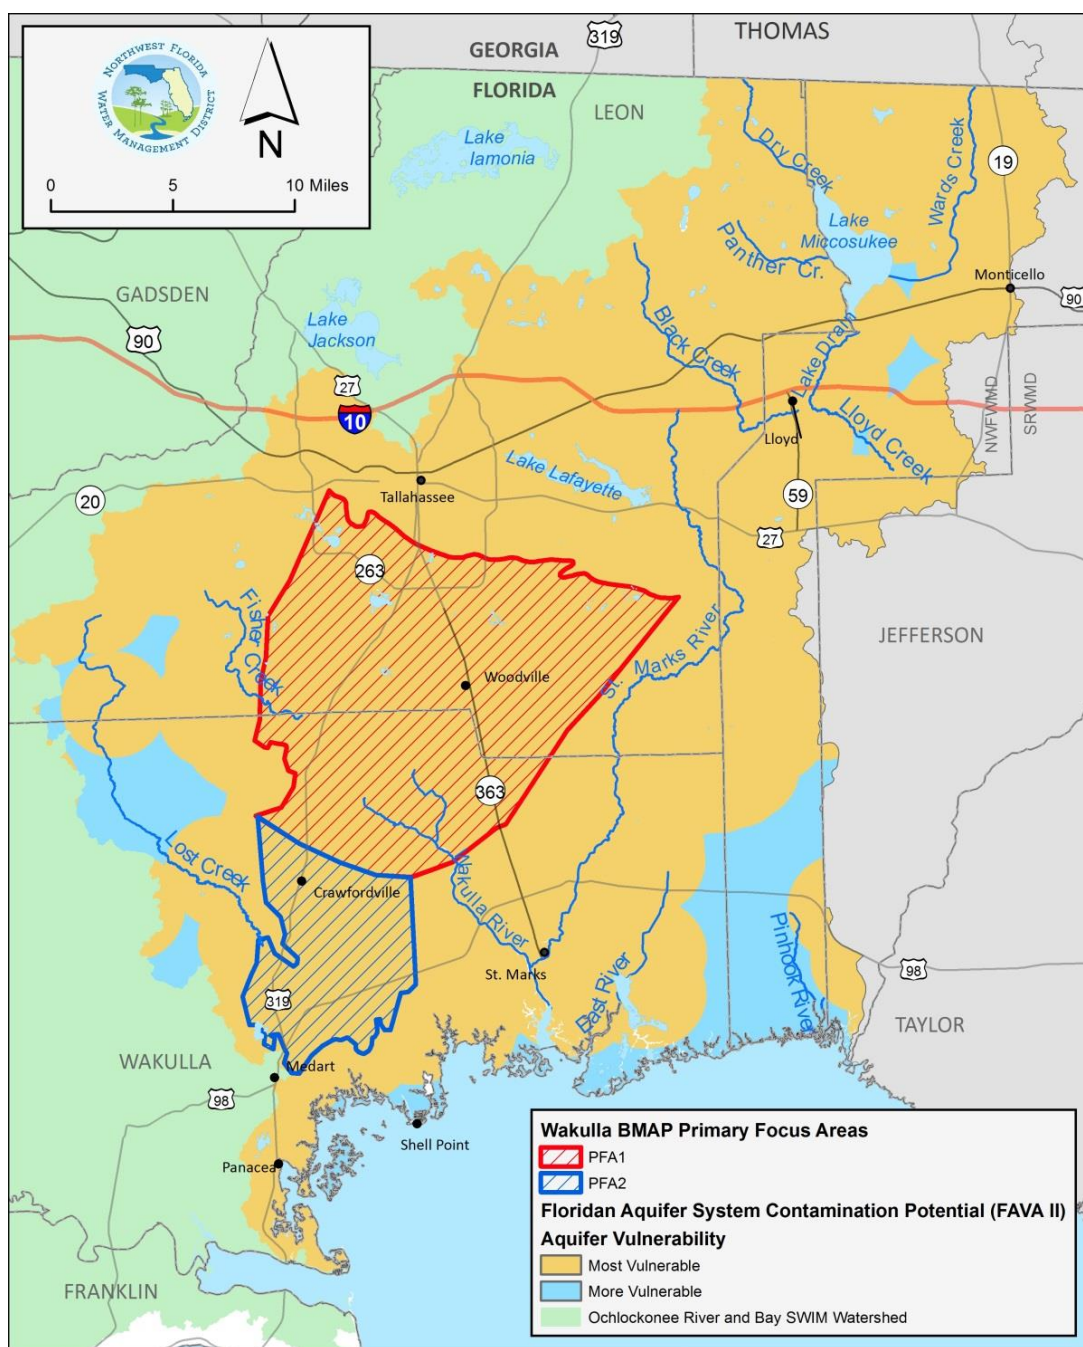 NORTHWEST FLORIDA
WATER MANAGEMENT DISTRICT
N
0 5 10 Miles
319
THOMAS
GEORGIA
FLORIDA
LEON
Lake
Iamonia
Dry Creek
Wards Creek
19
Lake
Miccosukee
Panther Cr.
Monticello
90
GADSDEN
90
Lake
Jackson
27
10
Black Creek
Lake Drain
Lloyd
Lloyd Creek
NWFWMD
SRWMD
Lake Lafayette
Tallahassee
20
59
27
263
Fisher Creek
St. Marks River
JEFFERSON
Woodville
363
Lost Creek
Crawfordville
Wakulla River
St. Marks
East River
Pinhook River
98
319
TAYLOR
WAKULLA
Medart
98
Shell Point
Panacea
FRANKLIN
Wakulla BMAP Primary Focus Areas
PFA1
PFA2
Floridan Aquifer System Contamination Potential (FAVA II)
Aquifer Vulnerability
Most Vulnerable
More Vulnerable
Ochlockonee River and Bay SWIM Watershed